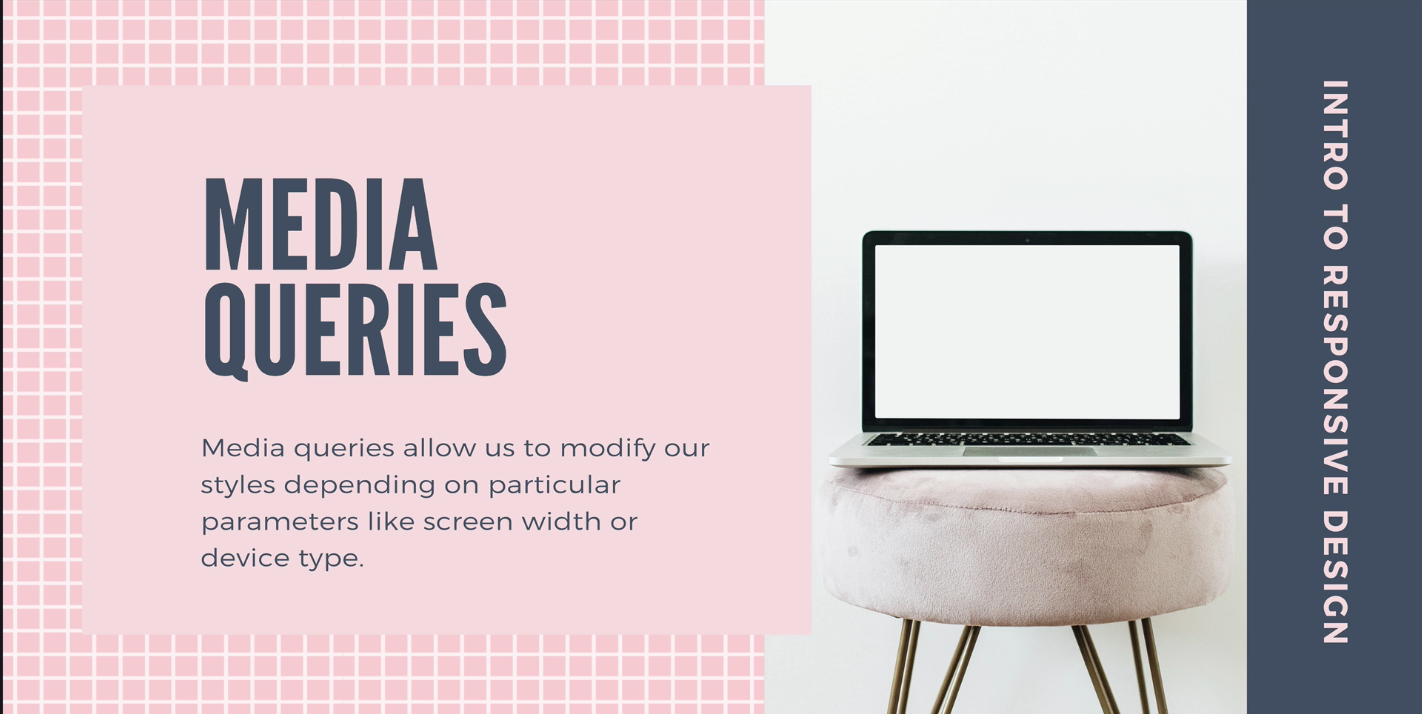 MEDIA
QUERIES
Media queries allow us to modify our
styles depending on particular
parameters like screen width or
device type.
INTRO TO RESPONSIVE DESIGN